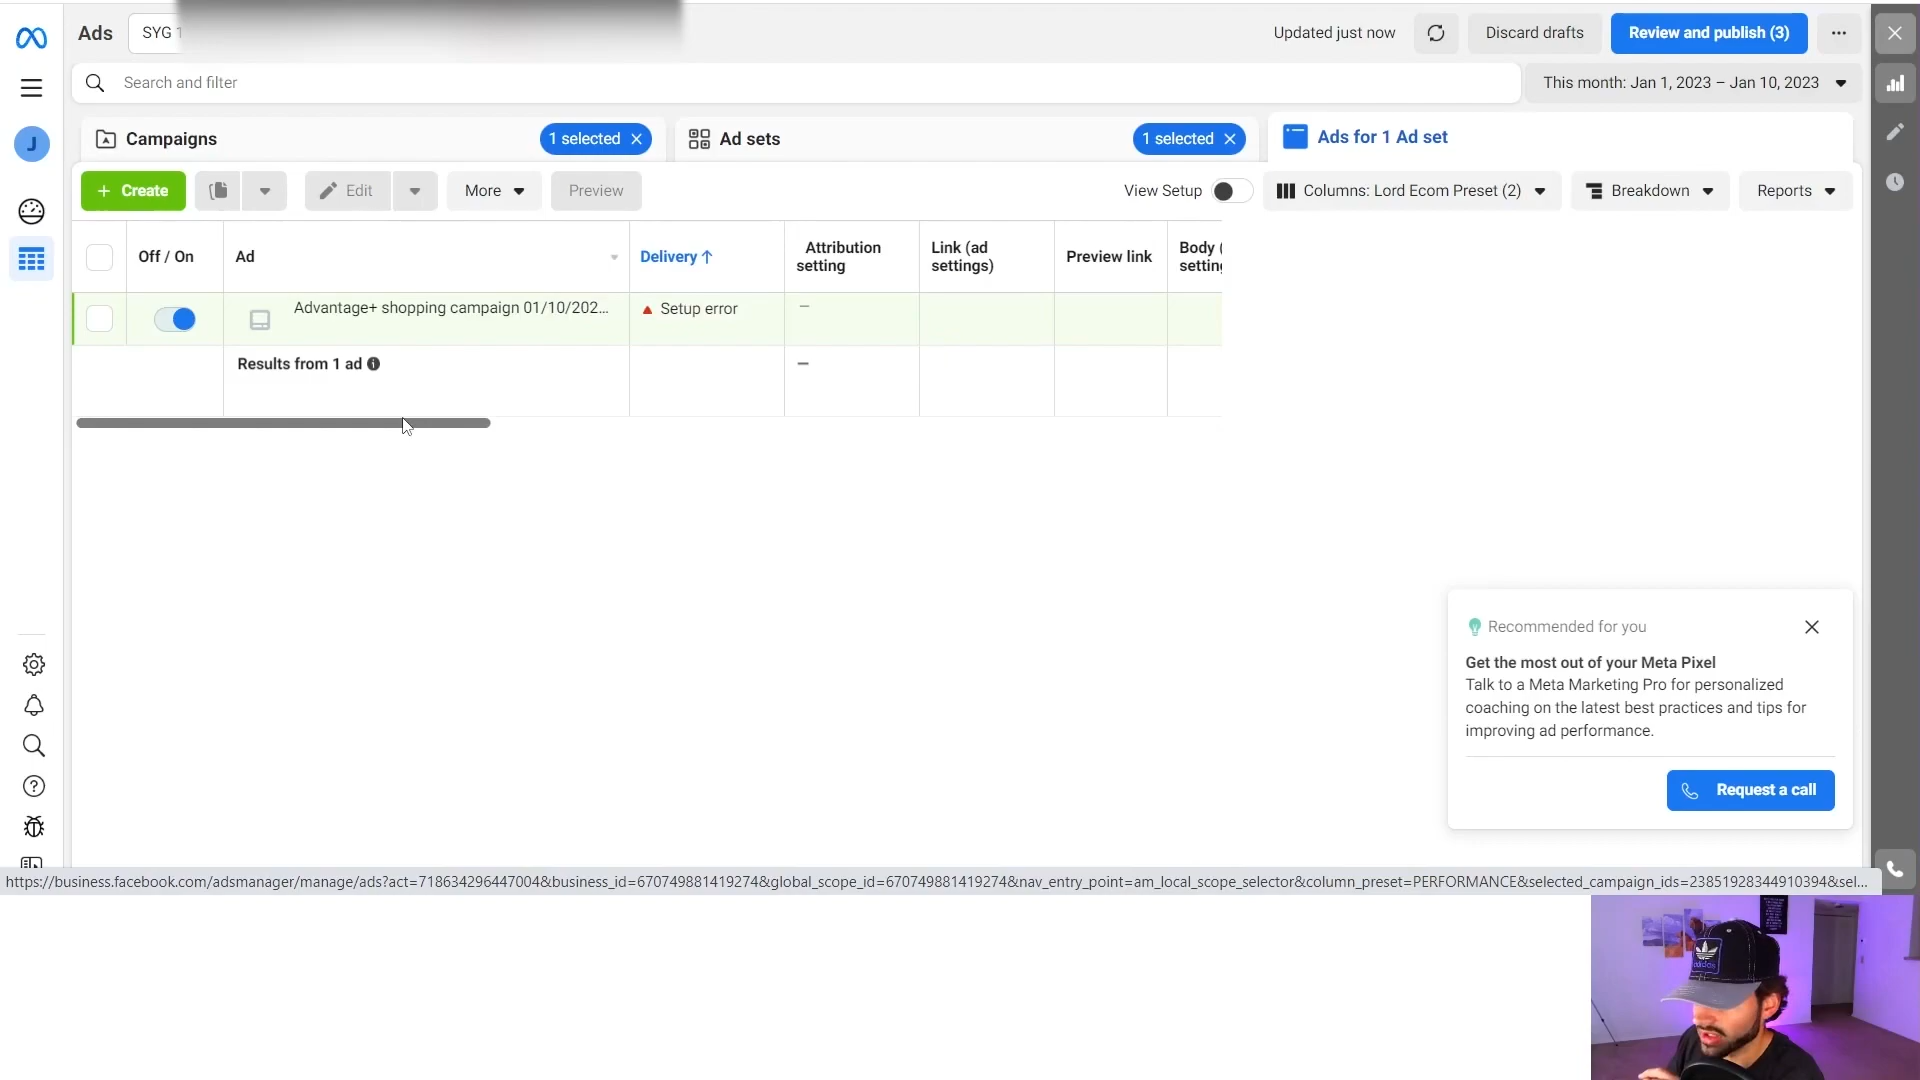 Ads
SYG
Updated just now
Discard drafts
Review and publish (3)
Search and filter
This month: Jan 1, 2023 – Jan 10, 2023
J
Campaigns
1 selected
Ad sets
1 selected
Ads for 1 Ad set
+ Create
Edit
More
Preview
View Setup
Columns: Lord Ecom Preset (2)
Breakdown
Reports
Off / On
Ad
Delivery ↑
Attribution setting
Link (ad settings)
Preview link
Body (
setting
Advantage+ shopping campaign 01/10/202...
Setup error
—
Results from 1 ad
—
Recommended for you
Get the most out of your Meta Pixel
Talk to a Meta Marketing Pro for personalized
coaching on the latest best practices and tips for
improving ad performance.
Request a call
https://business.facebook.com/adsmanager/manage/ads?act=718634296447004&business_id=670749881419274&global_scope_id=670749881419274&nav_entry_point=am_local_scope_selector&column_preset=PERFORMANCE&selected_campaign_ids=23851928344910394&sel...
adidas